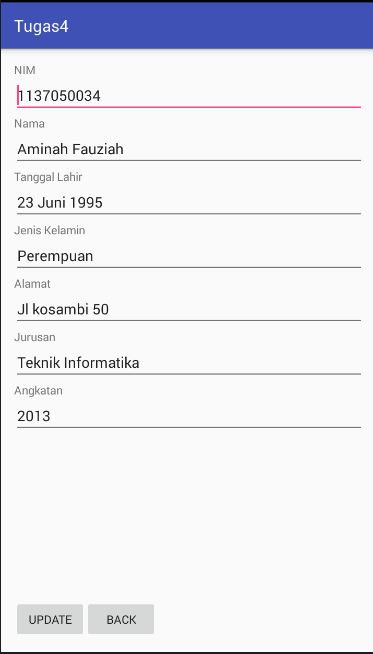 Tugas4
NIM
1137050034
Nama
Aminah Fauziah
Tanggal Lahir
23 Juni 1995
Jenis Kelamin
Perempuan
Alamat
Jl kosambi 50
Jurusan
Teknik Informatika
Angkatan
2013
UPDATE BACK